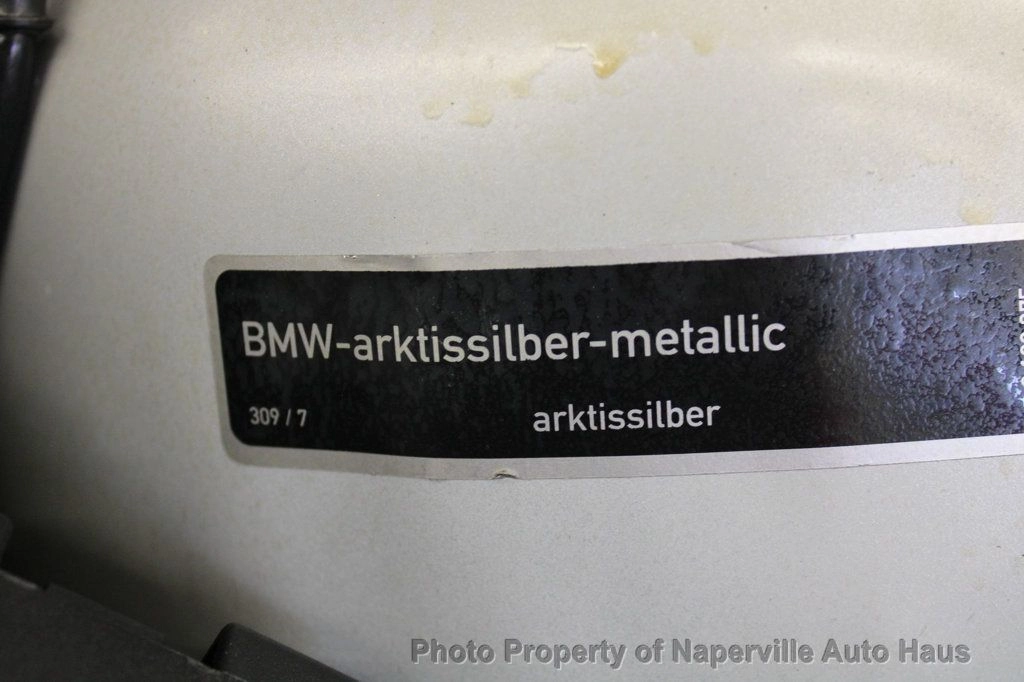 BMW-arktissilber-metallic
309 / 7
arktissilber
Photo Property of Naperville Auto Haus